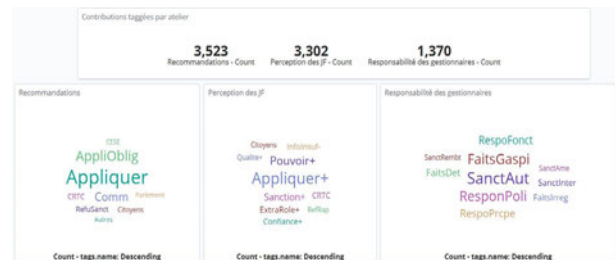 Contributions taggées par atelier
3,523
Recommandations - Count
3,302
Perception des JF - Count
1,370
Responsabilité des gestionnaires - Count
Recommandations
CESE
AppliOblig
Appliquer
CRTC Comm Parlement
RefuSanct Citoyens
Autres
Count - tags.name: Descending
Perception des JF
Citoyens InfoInsuf-
Qualite+ Pouvoir+
Appliquer+
Sanction+ CRTC
ExtraRole+ RefRap
Confiance+
Count - tags.name: Descending
Responsabilité des gestionnaires
RespoFonct
SanctRembt FaitsGaspi
FaitsDet SanctAut SanctAme
SanctInter
ResponPoli FaitsIrreg
RespoPrcpe
Count - tags.name: Descending